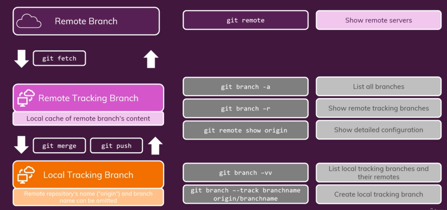 Remote Branch
git remote
Show remote servers
git fetch
Remote Tracking Branch
Local cache of remote branch's content
git branch -a
List all branches
git branch -r
Show remote tracking branches
git remote show origin
Show detailed configuration
git merge
git push
Local Tracking Branch
Remote repository's name ('origin') and branch
name can be omitted
git branch -vv
List local tracking branches and
their remotes
git branch --track branchname
origin/branchname
Create local tracking branch